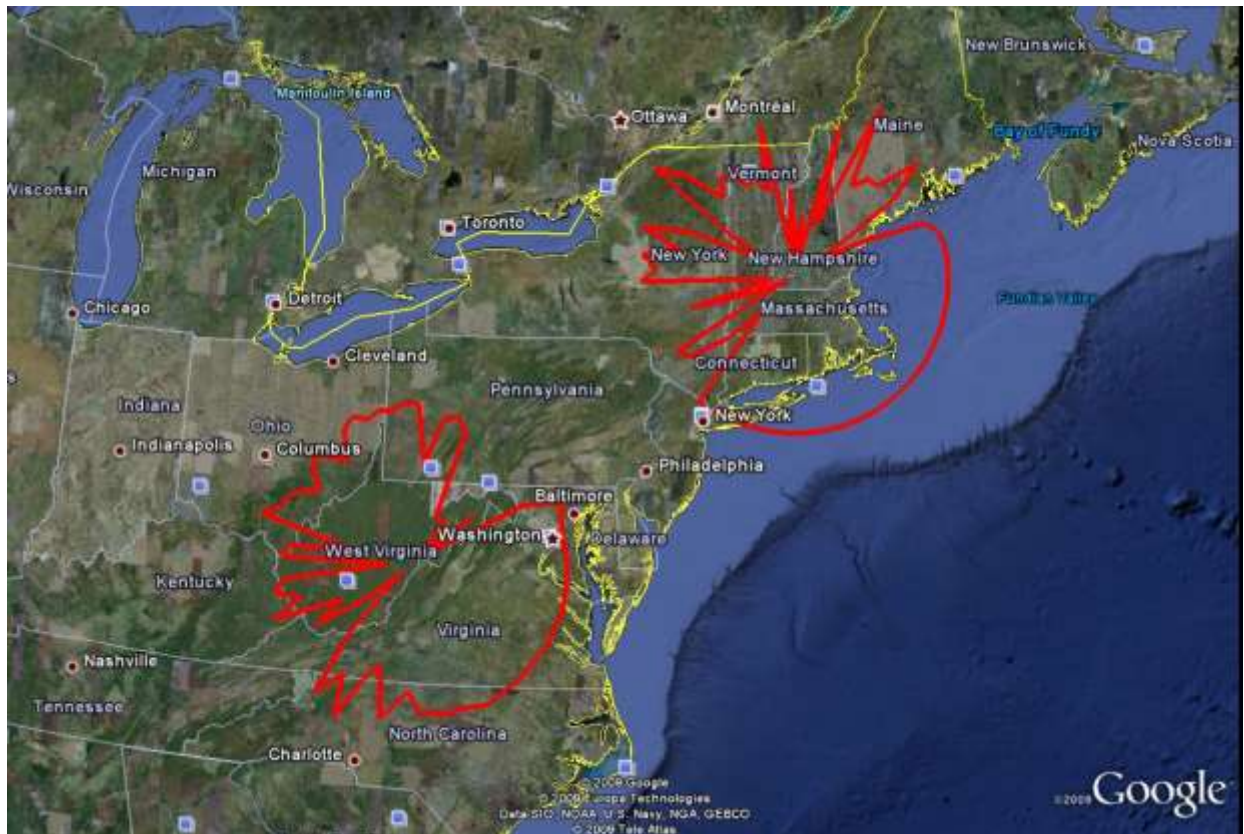 New Brunswick
Manitoulin Island
Ottawa
Montréal
Maine
Bay of Fundy
Nova Scotia
Michigan
Wisconsin
Vermont
Toronto
New York
New Hampshire
Detroit
Chicago
Massachusetts
Fundian Valley
Cleveland
Connecticut
Pennsylvania
Indiana
Ohio
New York
Indianapolis
Columbus
Philadelphia
Baltimore
Washington
Delaware
West Virginia
Kentucky
Virginia
Nashville
Tennessee
North Carolina
Charlotte
© 2009 Google
© 2009 Europa Technologies
Data SIO, NOAA, U.S. Navy, NGA, GEBCO
© 2009 Tele Atlas
©2009 Google